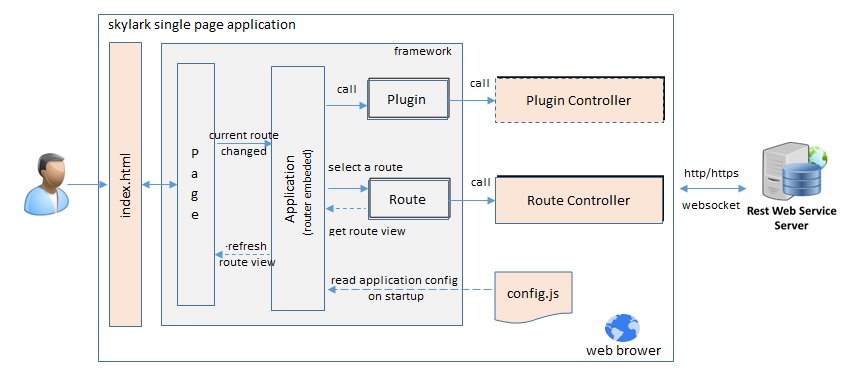 skylark single page application
framework
index.html
Page
current route
changed
Application
(router embeded)
call
Plugin
call
Plugin Controller
select a route
Route
call
Route Controller
get route view
-refresh
route view
read application config
on startup
config.js
web brower
http/https
websocket
Rest Web Service
Server